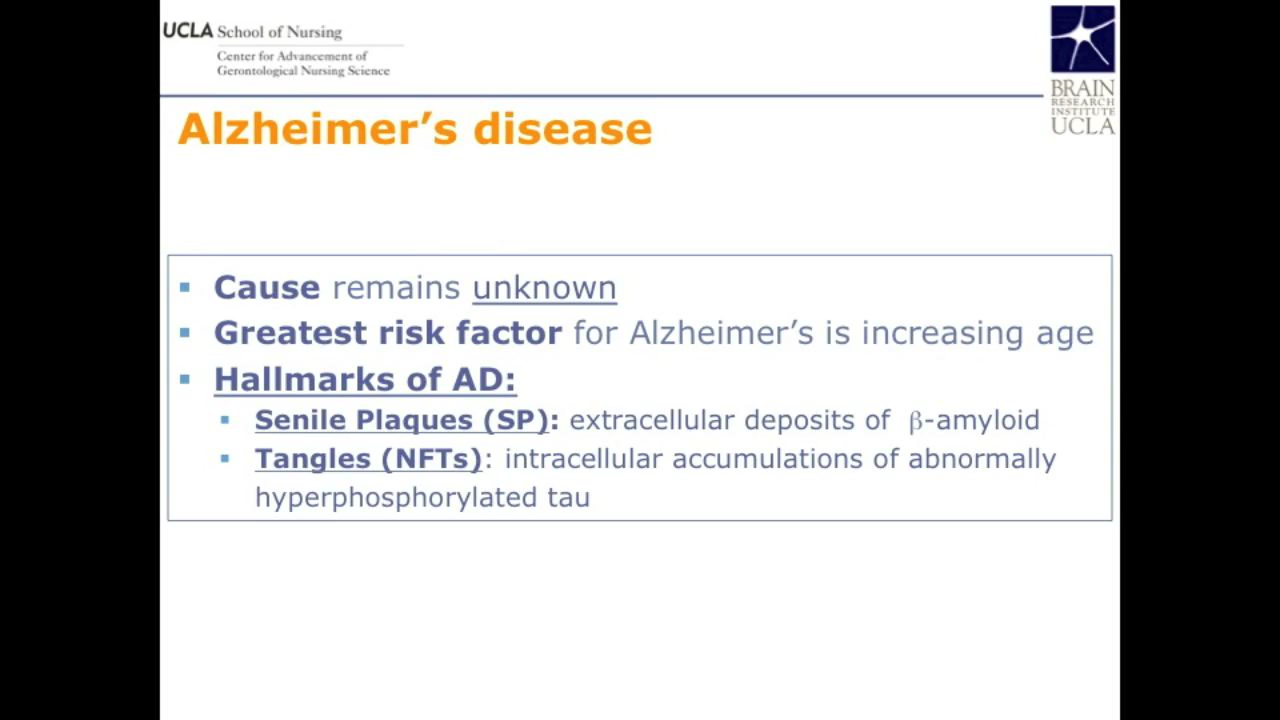 UCLA School of Nursing
Center for Advancement of
Gerontological Nursing Science
BRAIN
RESEARCH
INSTITUTE
UCLA
Alzheimer’s disease
▪ Cause remains unknown
▪ Greatest risk factor for Alzheimer’s is increasing age
▪ Hallmarks of AD:
▪ Senile Plaques (SP): extracellular deposits of β-amyloid
▪ Tangles (NFTs): intracellular accumulations of abnormally
hyperphosphorylated tau